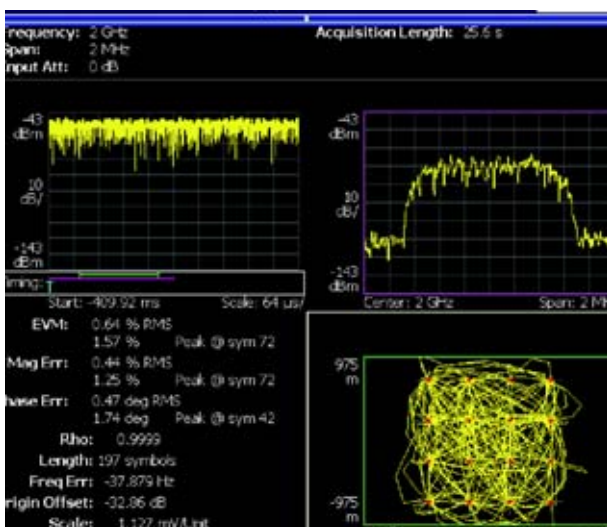 requency: 2 GHz
Acquisition Length: 25.6 s
Span: 2 MHz
nput Att: 0 dB
-43
dBm
10
dB/
-143
dBm
-43
dBm
10
dB/
-143
dBm
iming:
Start: -409.92 ms Scale: 64 us/
Center: 2 GHz Span: 2 MH
EVM: 0.64 % RMS
1.57 % Peak @ sym 72
Mag Err: 0.44 % RMS
1.25 % Peak @ sym 72
hase Err: 0.47 deg RMS
1.74 deg Peak @ sym 42
Rho: 0.9999
Length: 197 symbols
Freq Err: -37.879 Hz
rigin Offset: -32.86 dB
Scale: 1.127 mV/Unit
975
m
-975
m